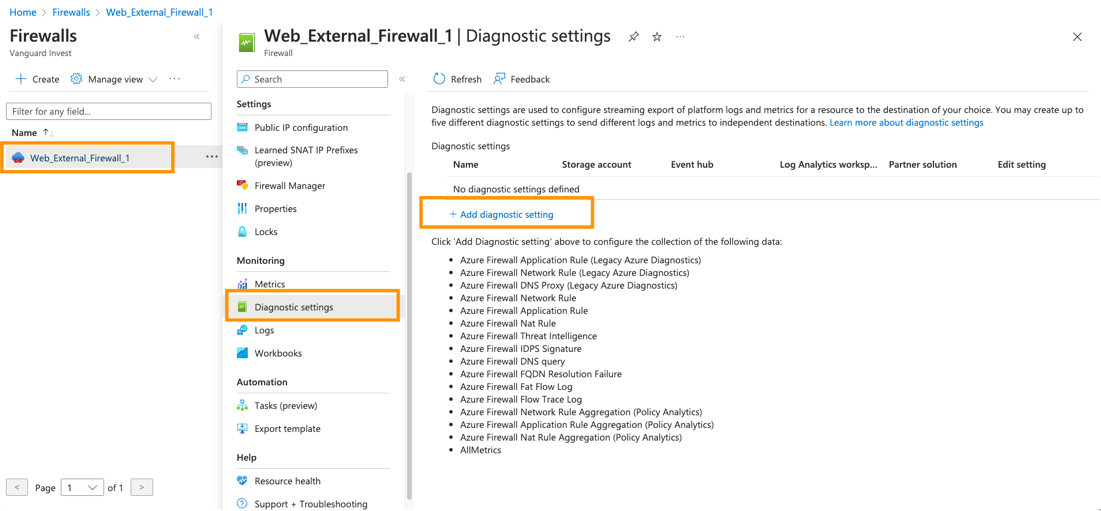 Home > Firewalls > Web_External_Firewall_1
Firewalls
Vanguard Invest
Create Manage view
Filter for any field...
Name
Web_External_Firewall_1
Page 1 of 1
Web_External_Firewall_1 | Diagnostic settings
Firewall
Search
Settings
Public IP configuration
Learned SNAT IP Prefixes
(preview)
Firewall Manager
Properties
Locks
Monitoring
Metrics
Diagnostic settings
Logs
Workbooks
Automation
Tasks (preview)
Export template
Help
Resource health
Support + Troubleshooting
Refresh Feedback
Diagnostic settings are used to configure streaming export of platform logs and metrics for a resource to the destination of your choice. You may create up to
five different diagnostic settings to send different logs and metrics to independent destinations. Learn more about diagnostic settings
Diagnostic settings
Name Storage account Event hub Log Analytics worksp... Partner solution Edit setting
No diagnostic settings defined
+ Add diagnostic setting
Click 'Add Diagnostic setting' above to configure the collection of the following data:
• Azure Firewall Application Rule (Legacy Azure Diagnostics)
• Azure Firewall Network Rule (Legacy Azure Diagnostics)
• Azure Firewall DNS Proxy (Legacy Azure Diagnostics)
• Azure Firewall Network Rule
• Azure Firewall Application Rule
• Azure Firewall Nat Rule
• Azure Firewall Threat Intelligence
• Azure Firewall IDPS Signature
• Azure Firewall DNS query
• Azure Firewall FQDN Resolution Failure
• Azure Firewall Fat Flow Log
• Azure Firewall Flow Trace Log
• Azure Firewall Network Rule Aggregation (Policy Analytics)
• Azure Firewall Application Rule Aggregation (Policy Analytics)
• Azure Firewall Nat Rule Aggregation (Policy Analytics)
• AllMetrics